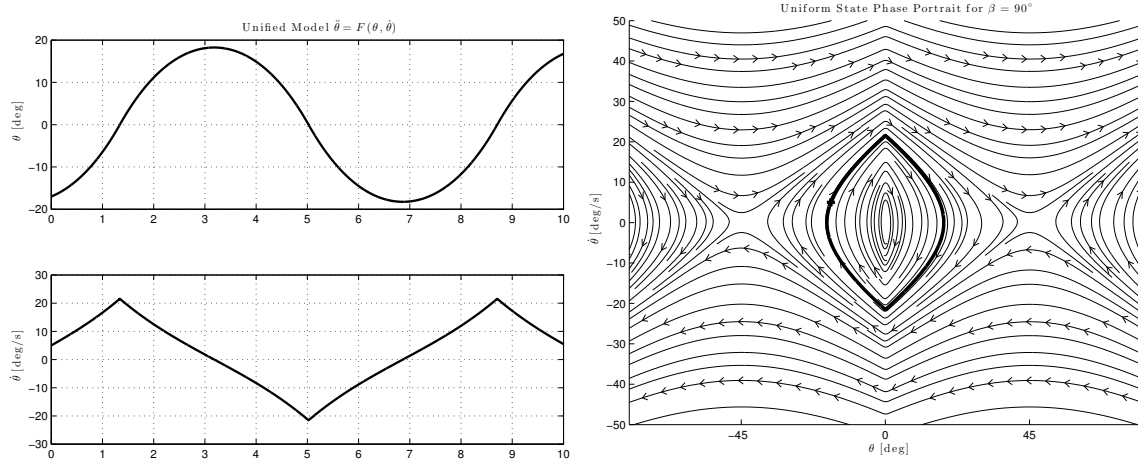 Unified Model θ̈ = F(θ, θ̇)
θ [deg]
20
10
0
−10
−20
0 1 2 3 4 5 6 7 8 9 10
θ̇ [deg/s]
30
20
10
0
−10
−20
−30
0 1 2 3 4 5 6 7 8 9 10
Uniform State Phase Portrait for β = 90°
θ̇ [deg/s]
50
40
30
20
10
0
−10
−20
−30
−40
−50
−45 0 45
θ [deg]